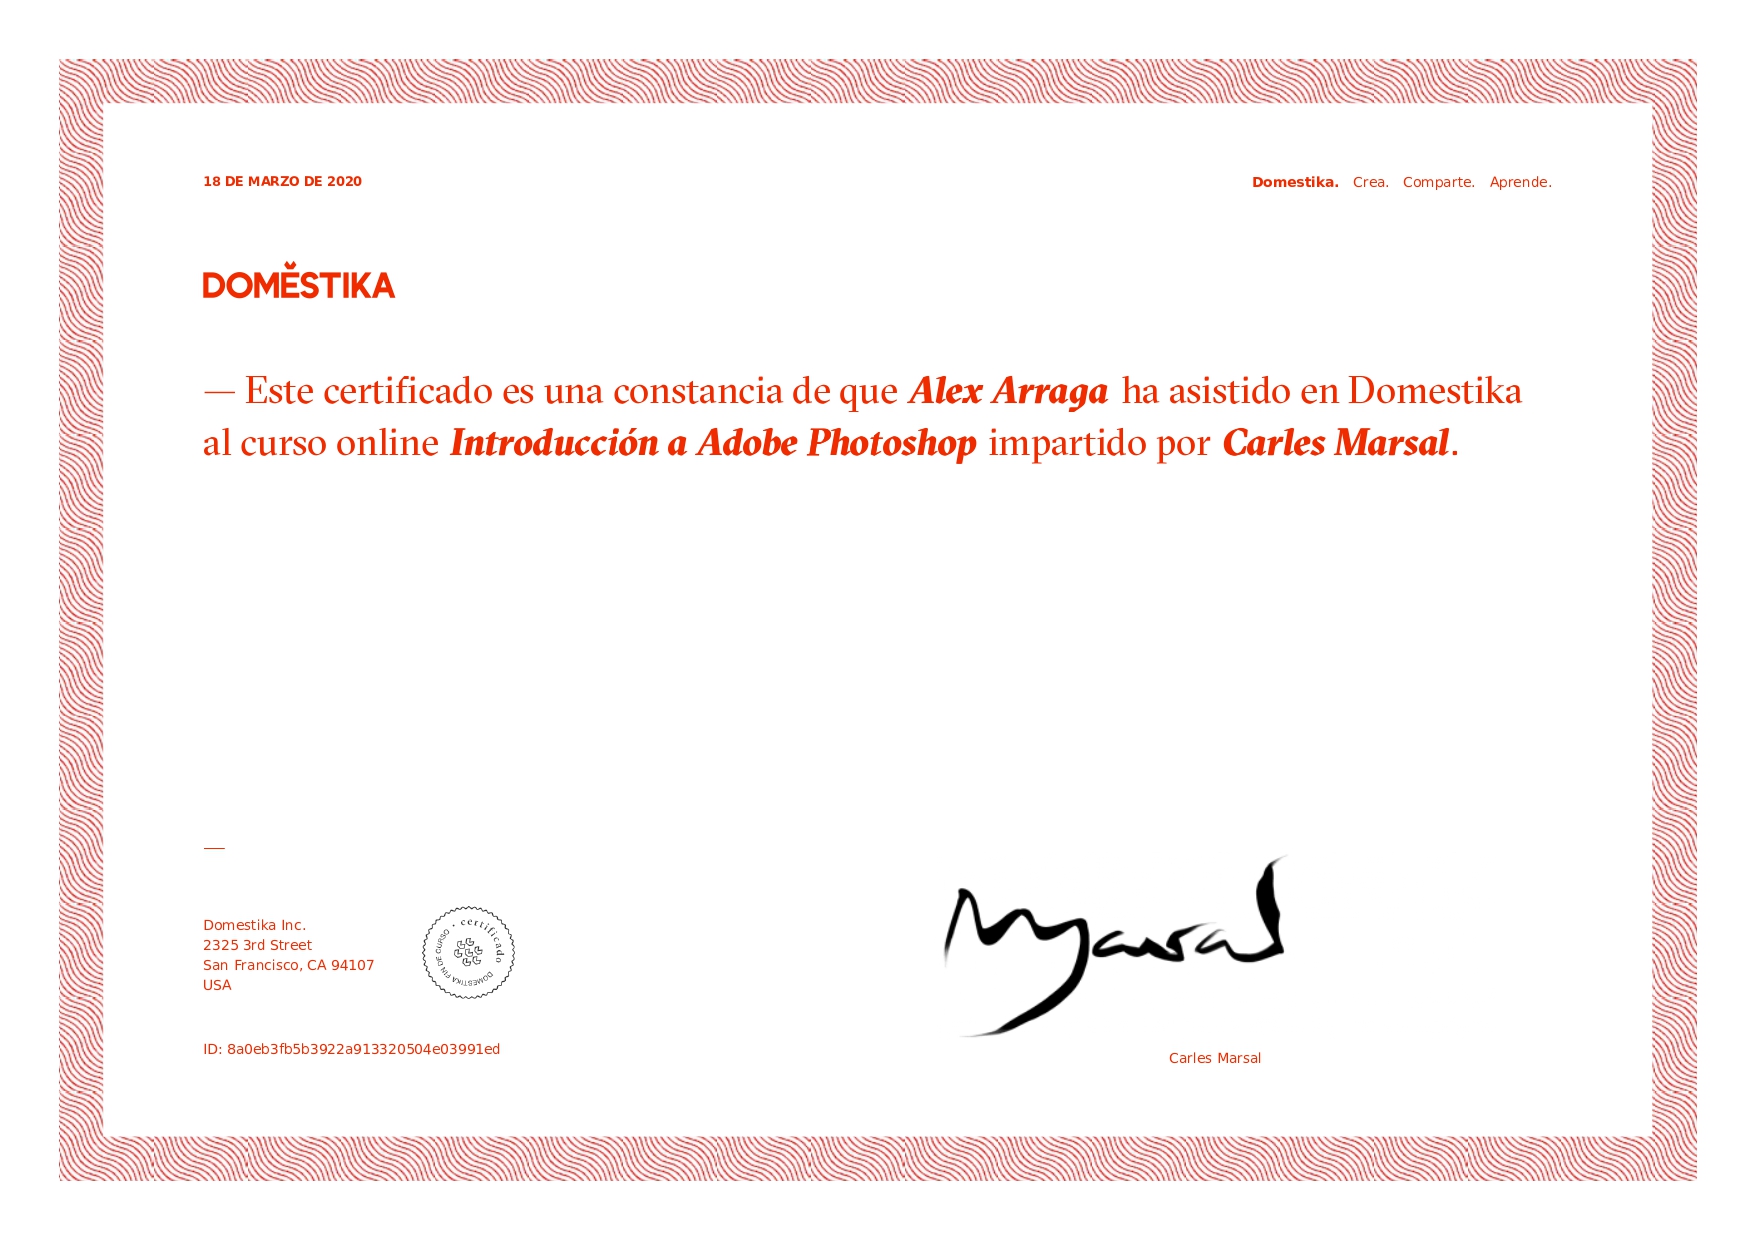 18 DE MARZO DE 2020
Domestika. Crea. Comparte. Aprende.
DOMĔSTIKA
— Este certificado es una constancia de que Alex Arraga ha asistido en Domestika
al curso online Introducción a Adobe Photoshop impartido por Carles Marsal.
—
Domestika Inc.
2325 3rd Street
San Francisco, CA 94107
USA
certificado
DOMESTIKA FIN DE CURSO
ID: 8a0eb3fb5b3922a913320504e03991ed
Marsal
Carles Marsal